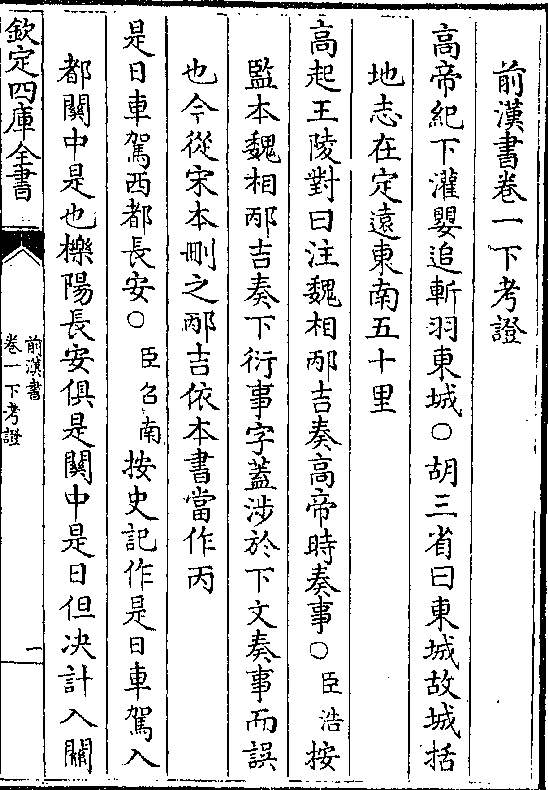 前漢書卷一下考證
高帝紀下灌嬰追斬羽東城○胡三省曰東城故城括
地志在定遠東南五十里
高起王陵對曰注魏相邴吉奏高帝時奏事○臣浩按
監本魏相邴吉奏下衍事字蓋涉於下文奏事而誤
也今從宋本刪之邴吉依本書當作丙
是日車駕西都長安○臣召南按史記作是日車駕入
都關中是也櫟陽長安俱是關中是日但決計入關
欽定四庫全書
前漢書
卷一下考證
一